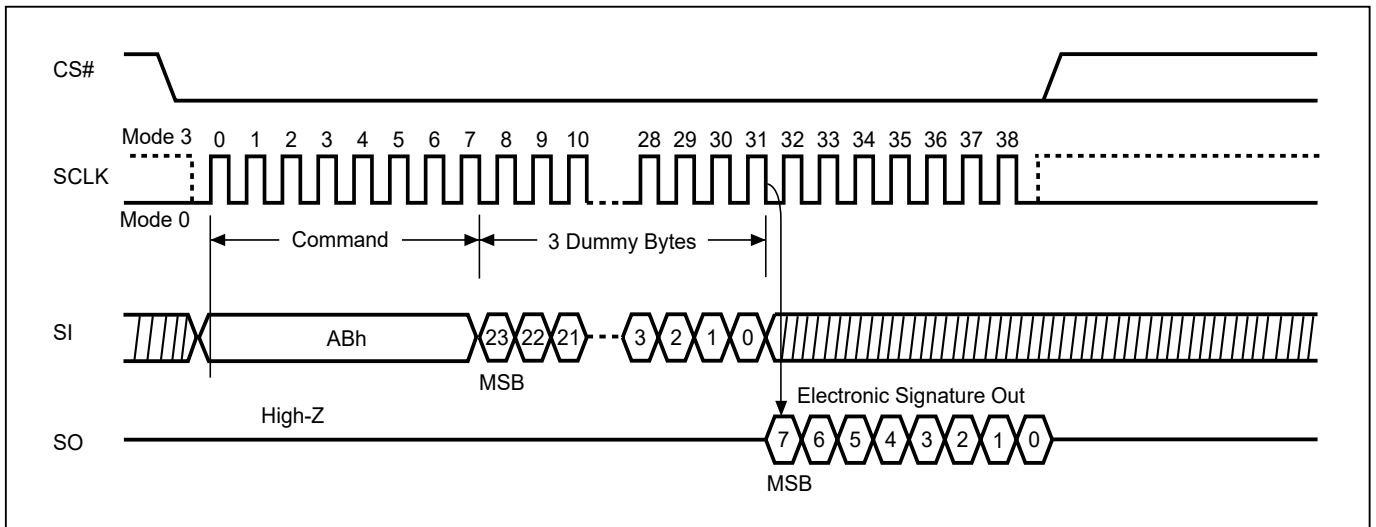 CS#
Mode 3 0 1 2 3 4 5 6 7 8 9 10 28 29 30 31 32 33 34 35 36 37 38
SCLK
Mode 0
Command 3 Dummy Bytes
SI ABh 23 22 21 3 2 1 0
MSB
High-Z Electronic Signature Out
SO 7 6 5 4 3 2 1 0
MSB